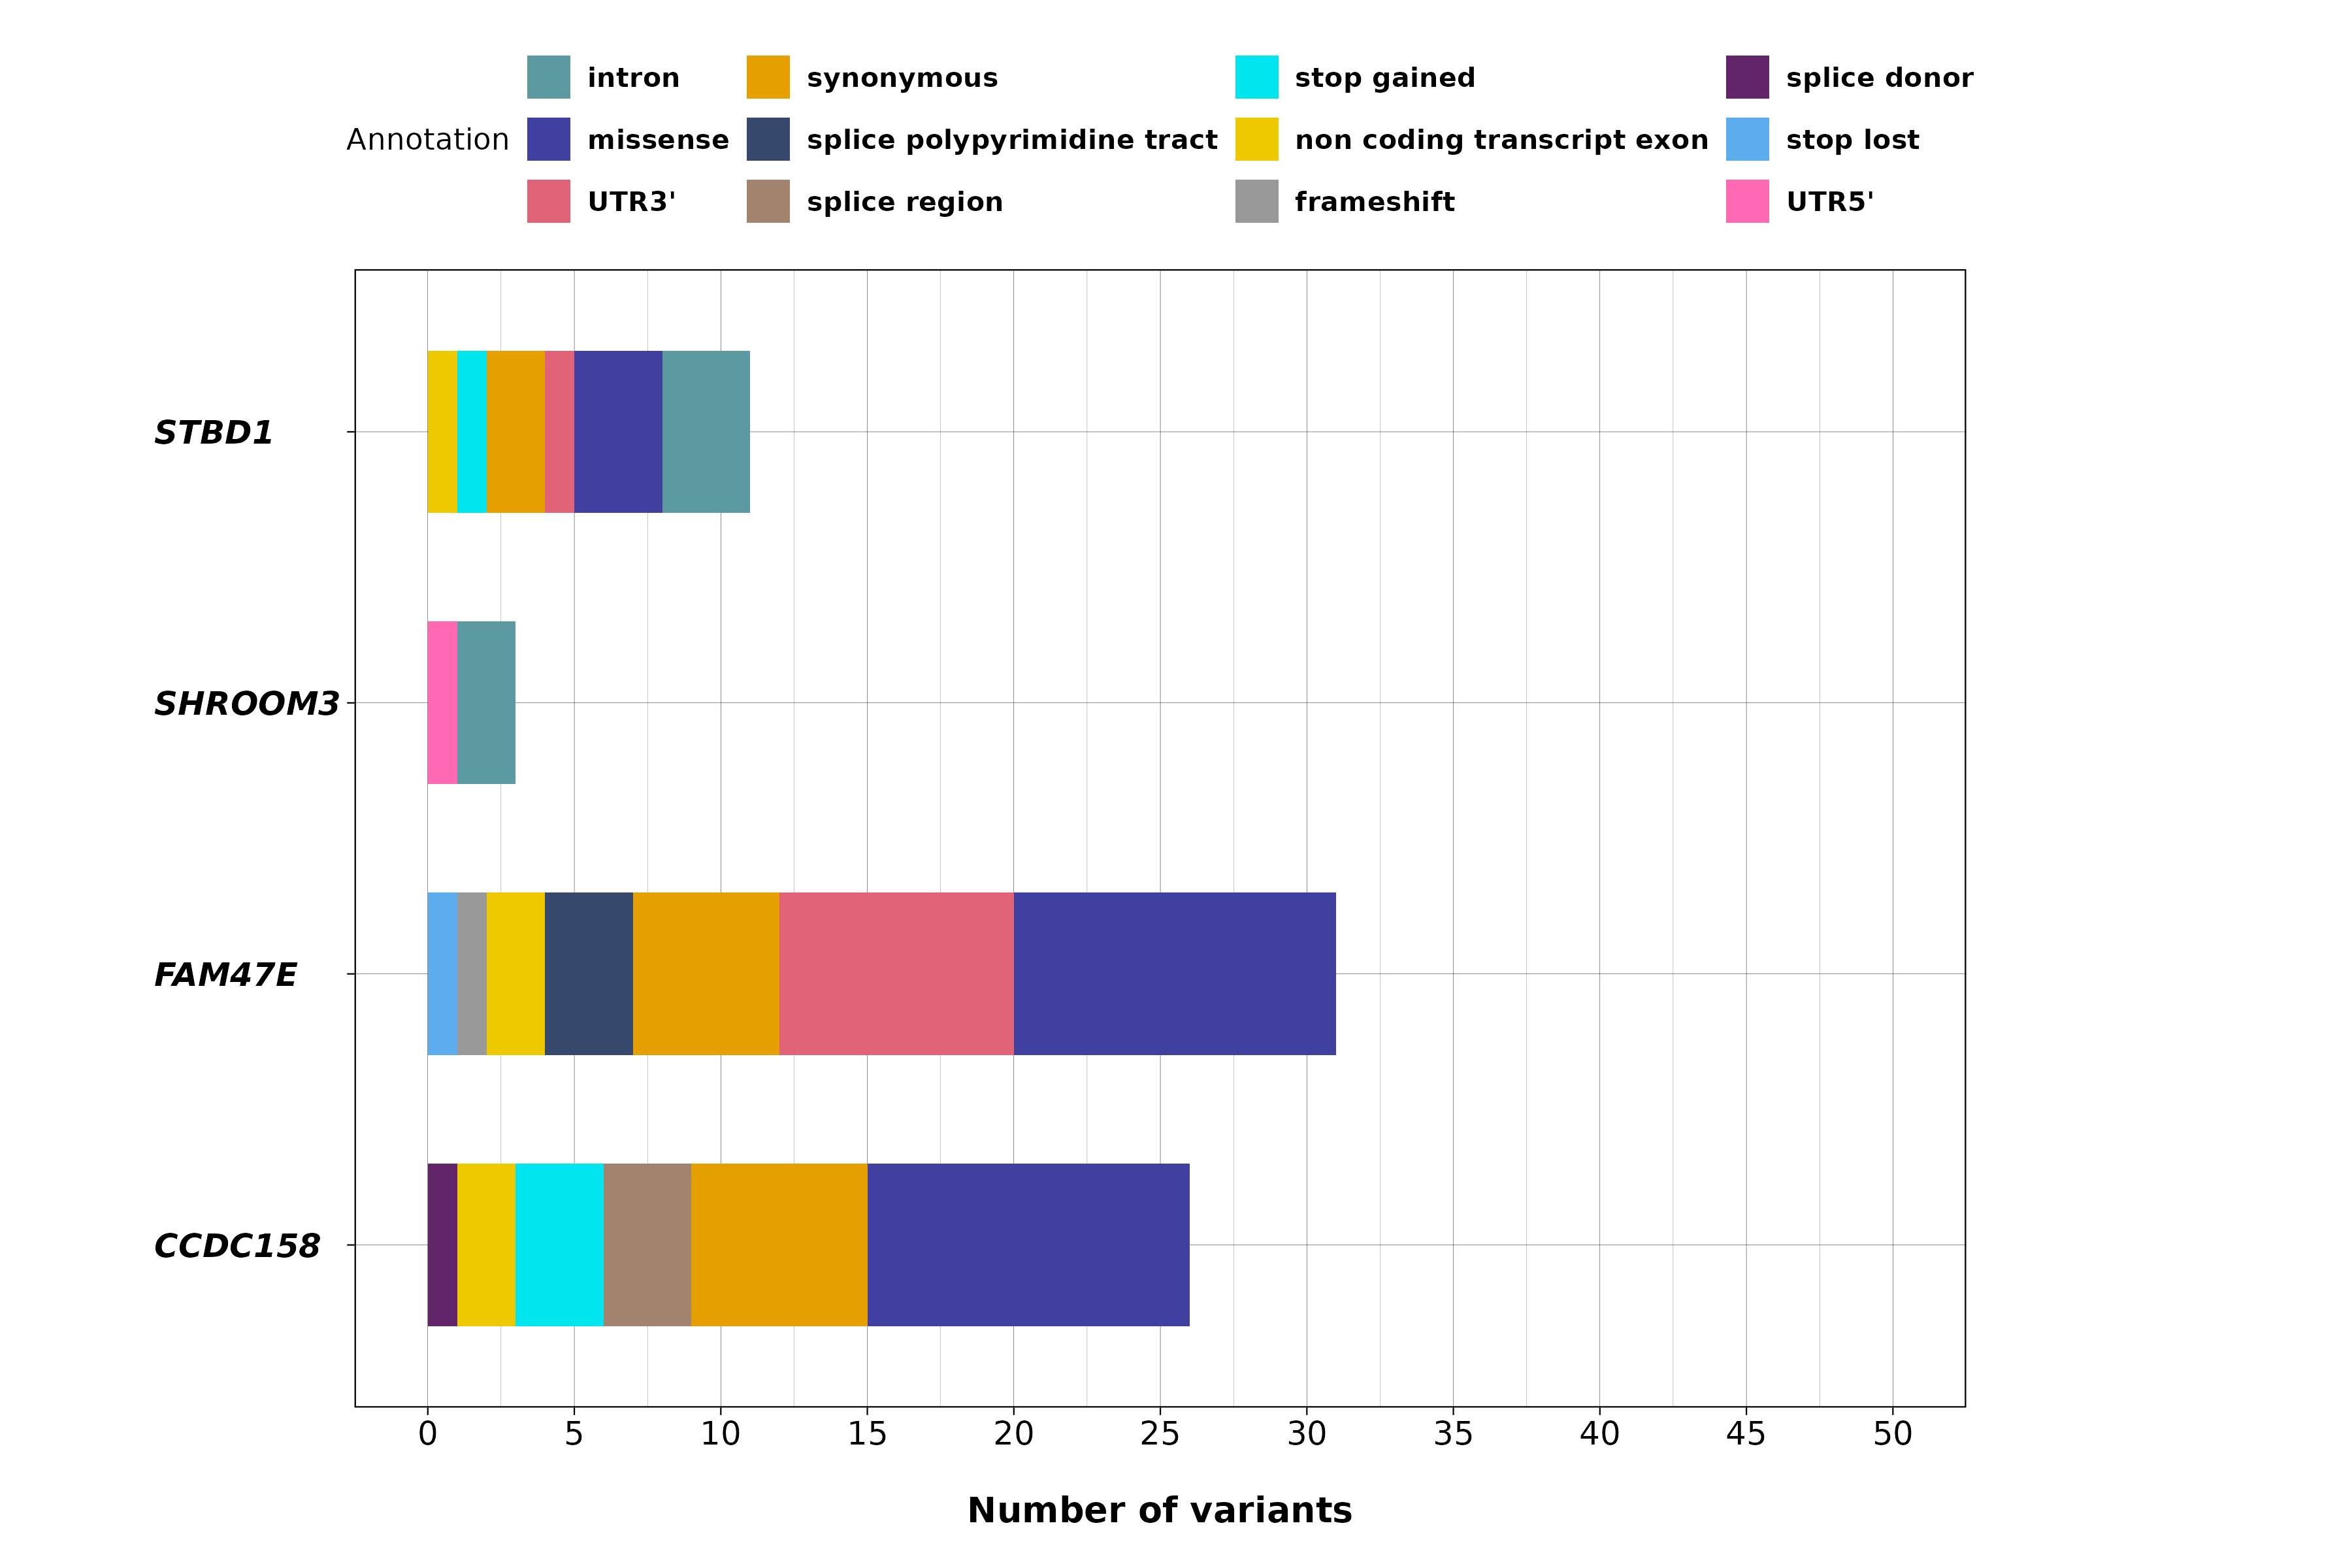 intron synonymous stop gained splice donor
Annotation missense splice polypyrimidine tract non coding transcript exon stop lost
UTR3' splice region frameshift UTR5'
STBD1
SHROOM3
FAM47E
CCDC158
0 5 10 15 20 25 30 35 40 45 50
Number of variants